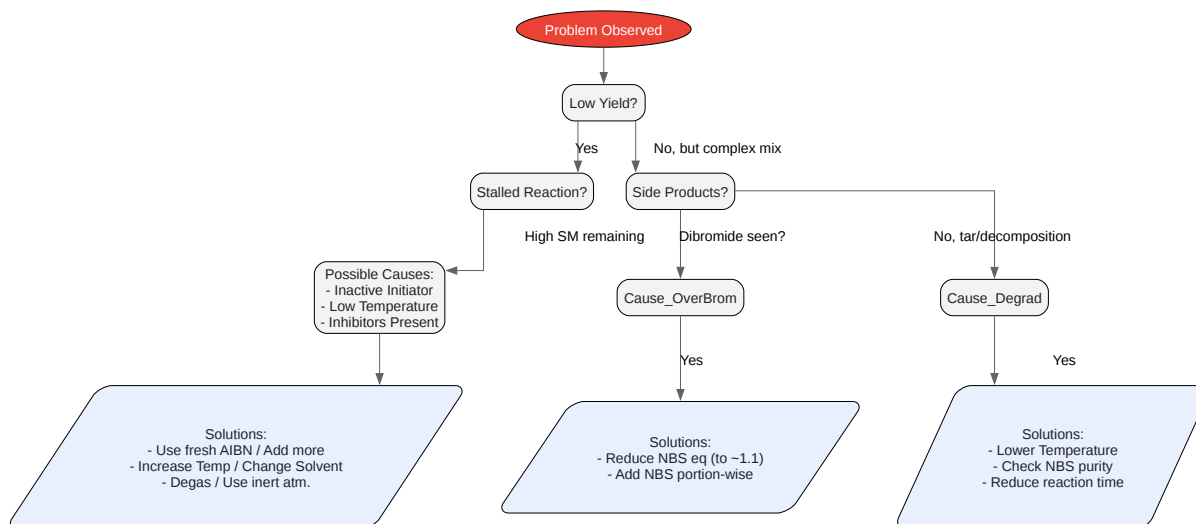 Problem Observed
Low Yield?
Yes
No, but complex mix
Stalled Reaction?
Side Products?
High SM remaining
Dibromide seen?
No, tar/decomposition
Possible Causes:
- Inactive Initiator
- Low Temperature
- Inhibitors Present
Cause_OverBrom
Cause_Degrad
Yes
Yes
Solutions:
- Use fresh AIBN / Add more
- Increase Temp / Change Solvent
- Degas / Use inert atm.
Solutions:
- Reduce NBS eq (to ~1.1)
- Add NBS portion-wise
Solutions:
- Lower Temperature
- Check NBS purity
- Reduce reaction time